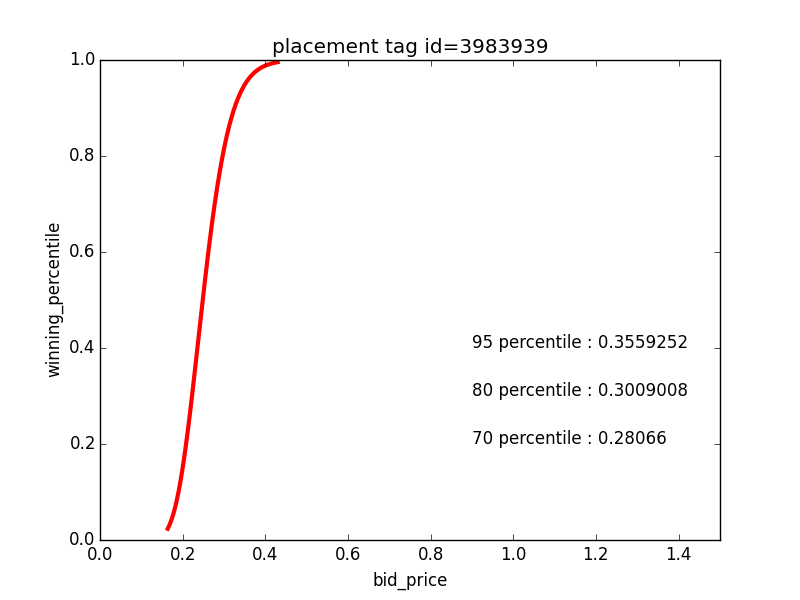 placement tag id=3983939
1.0
0.8
0.6
0.4
0.2
0.0
winning_percentile
95 percentile : 0.3559252
80 percentile : 0.3009008
70 percentile : 0.28066
0.0 0.2 0.4 0.6 0.8 1.0 1.2 1.4
bid_price